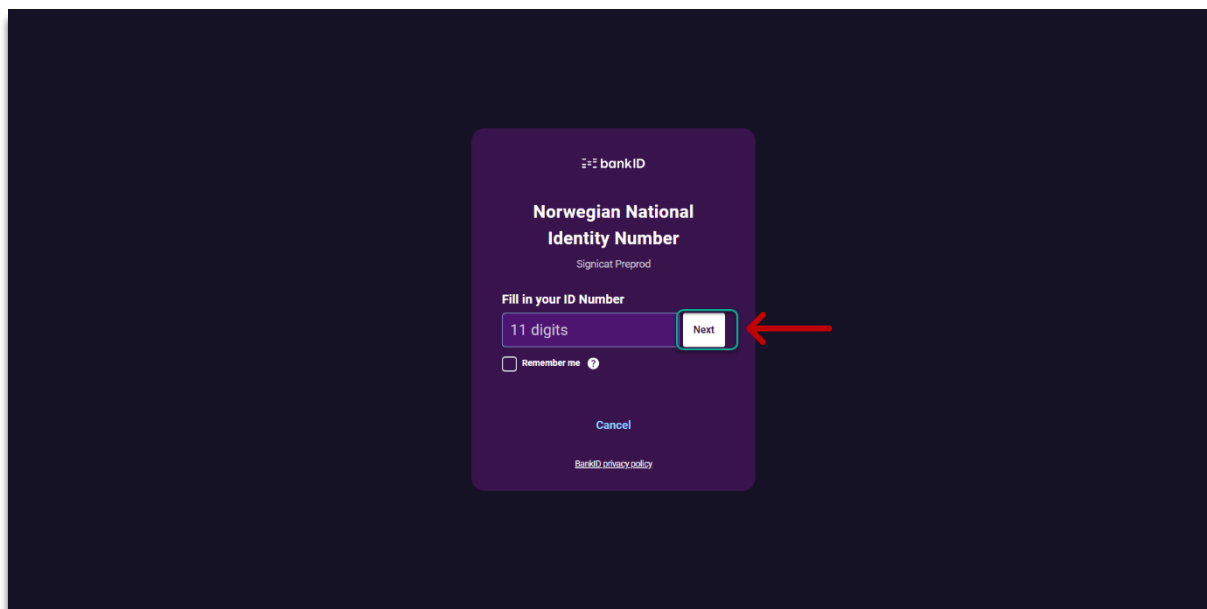 bankID
Norwegian National
Identity Number
Signicat Preprod
Fill in your ID Number
11 digits
Next
Remember me ?
Cancel
BankID privacy policy